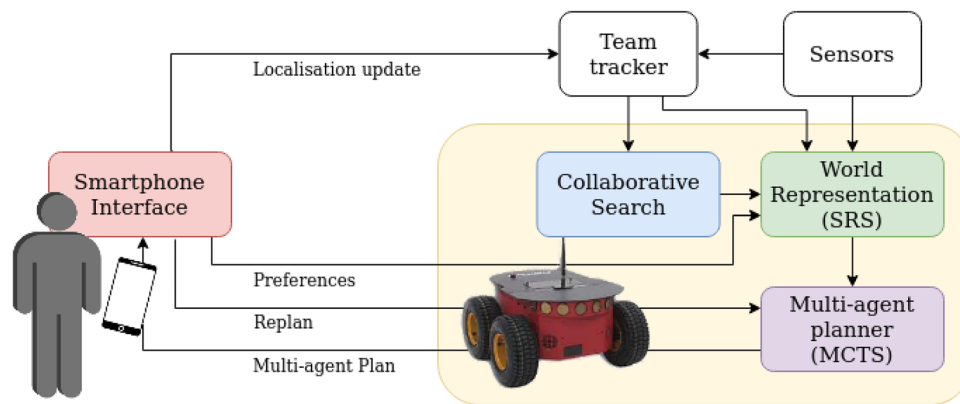 Team
tracker
Sensors
Localisation update
Smartphone
Interface
Collaborative
Search
World
Representation
(SRS)
Preferences
Replan
Multi-agent Plan
Multi-agent
planner
(MCTS)